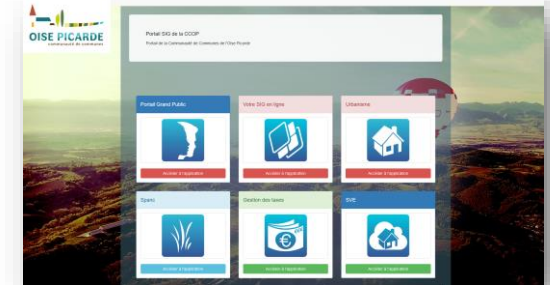 OISE PICARDE
communauté de communes
Portail SIG de la CCOP
Portail de la Communauté de Communes de l'Oise Picarde
Portail Grand Public
Votre SIG en ligne
Urbanisme
Accéder à l'application
Accéder à l'application
Accéder à l'application
Spanc
Gestion des taxes
SVE
Accéder à l'application
Accéder à l'application
Accéder à l'application